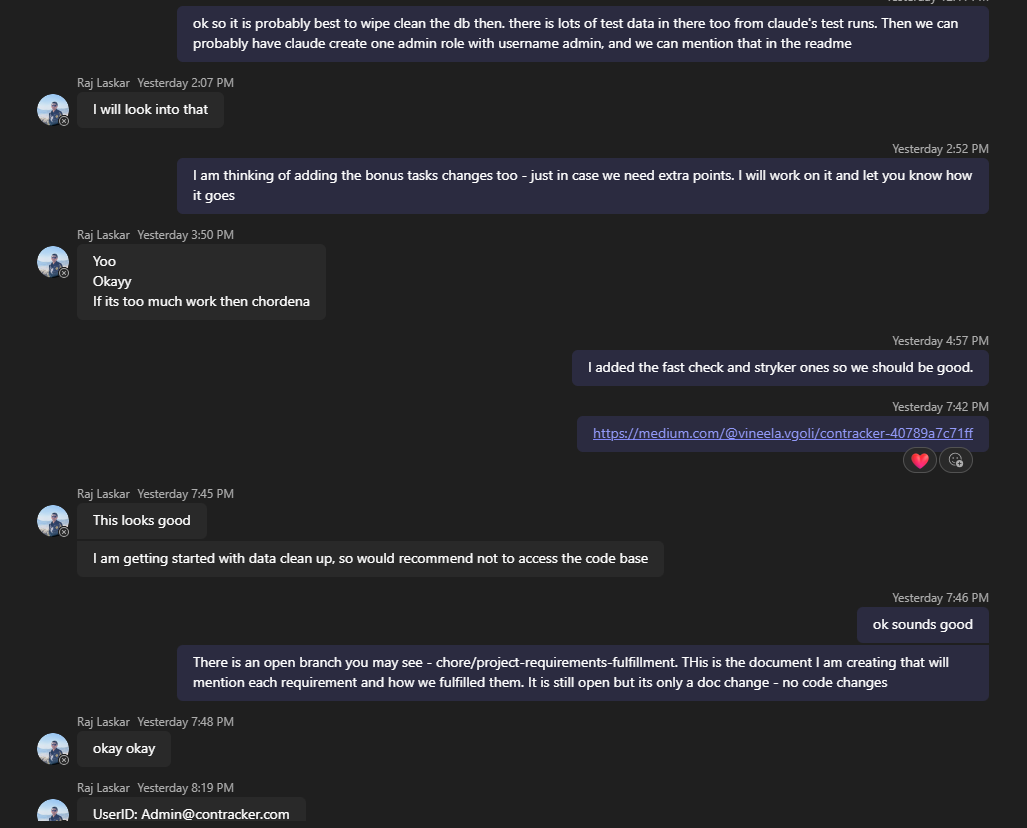 ok so it is probably best to wipe clean the db then. there is lots of test data in there too from claude's test runs. Then we can
probably have claude create one admin role with username admin, and we can mention that in the readme
Raj Laskar Yesterday 2:07 PM
I will look into that
Yesterday 2:52 PM
I am thinking of adding the bonus tasks changes too - just in case we need extra points. I will work on it and let you know how
it goes
Raj Laskar Yesterday 3:50 PM
Yoo
Okayy
If its too much work then chordena
Yesterday 4:57 PM
I added the fast check and stryker ones so we should be good.
Yesterday 7:42 PM
https://medium.com/@vineela.vgoli/contracker-40789a7c71ff
Raj Laskar Yesterday 7:45 PM
This looks good
I am getting started with data clean up, so would recommend not to access the code base
Yesterday 7:46 PM
ok sounds good
There is an open branch you may see - chore/project-requirements-fulfillment. THis is the document I am creating that will
mention each requirement and how we fulfilled them. It is still open but its only a doc change - no code changes
Raj Laskar Yesterday 7:48 PM
okay okay
Raj Laskar Yesterday 8:19 PM
UserID: Admin@contracker.com